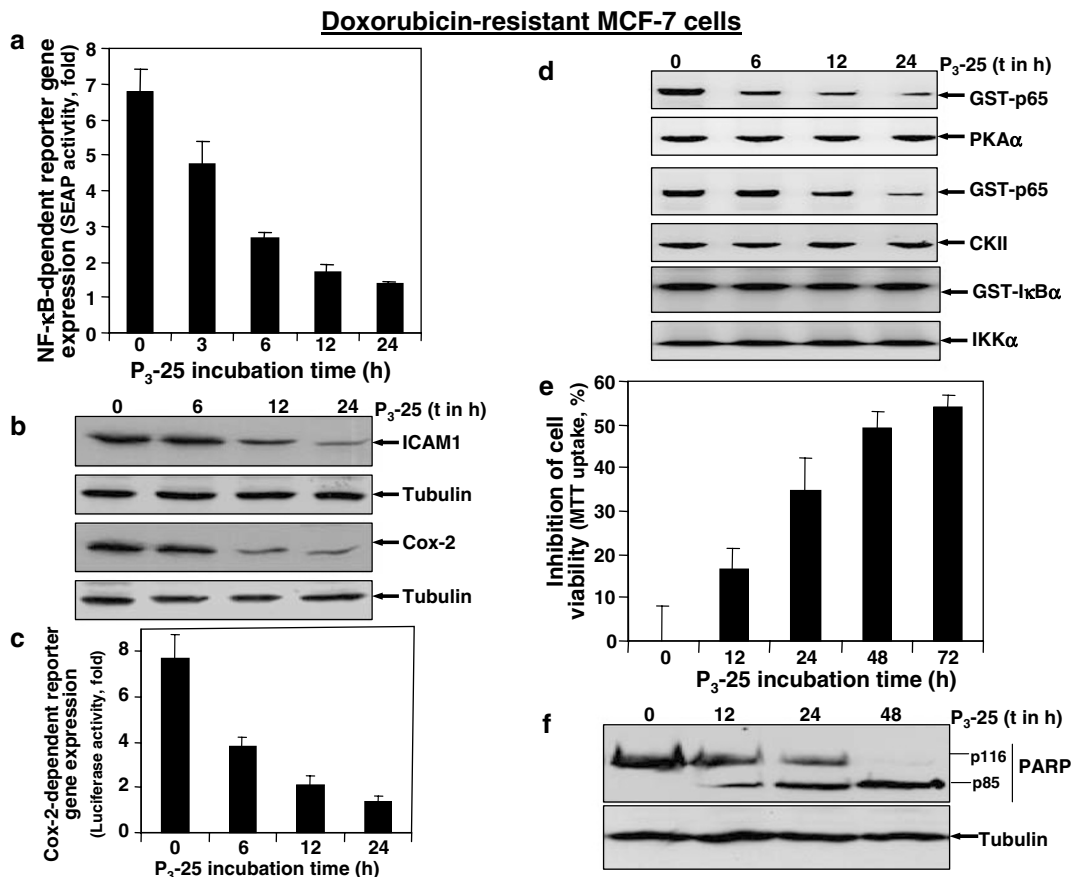 Doxorubicin-resistant MCF-7 cells
a
NF-κB-dpendent reporter gene
expression (SEAP activtiy, fold)
8
7
6
5
4
3
2
1
0
0 3 6 12 24
P3-25 incubation time (h)
b
0 6 12 24 P3-25 (t in h)
ICAM1
Tubulin
Cox-2
Tubulin
c
Cox-2-dependent reporter
gene expression
(Luciferase activity, fold)
8
6
4
2
0
0 6 12 24
P3-25 incubation time (h)
d
0 6 12 24 P3-25 (t in h)
GST-p65
PKAα
GST-p65
CKII
GST-IκBα
IKKα
e
Inhibition of cell
viability (MTT uptake, %)
60
50
40
30
20
10
0
0 12 24 48 72
P3-25 incubation time (h)
f
0 12 24 48 P3-25 (t in h)
p116
p85
PARP
Tubulin